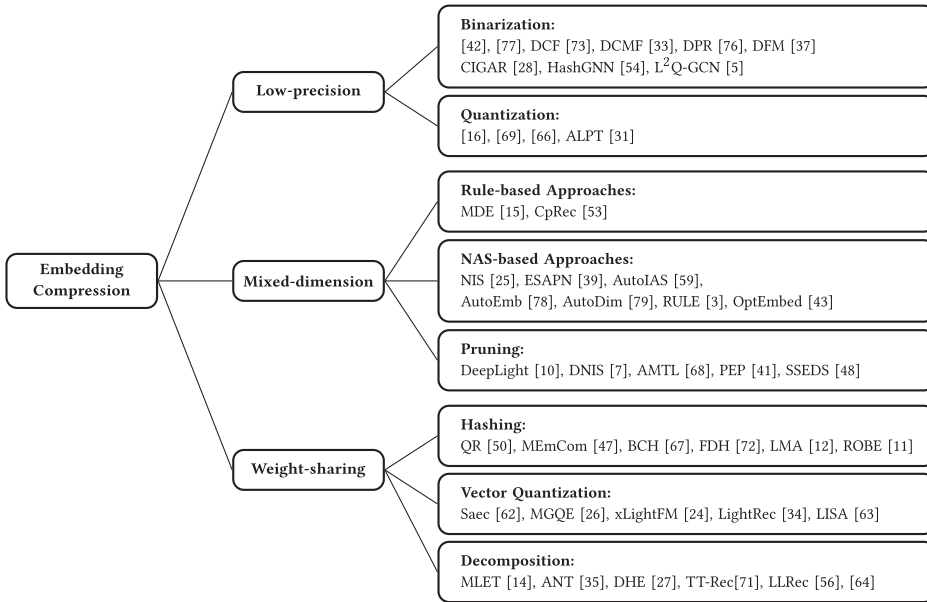 Binarization:
[42], [77], DCF [73], DCMF [33], DPR [76], DFM [37]
CIGAR [28], HashGNN [54], L²Q-GCN [5]
Low-precision
Quantization:
[16], [69], [66], ALPT [31]
Rule-based Approaches:
MDE [15], CpRec [53]
Embedding
Compression
Mixed-dimension
NAS-based Approaches:
NIS [25], ESAPN [39], AutoIAS [59],
AutoEmb [78], AutoDim [79], RULE [3], OptEmbed [43]
Pruning:
DeepLight [10], DNIS [7], AMTL [68], PEP [41], SSEDS [48]
Hashing:
QR [50], MEmCom [47], BCH [67], FDH [72], LMA [12], ROBE [11]
Weight-sharing
Vector Quantization:
Saec [62], MGQE [26], xLightFM [24], LightRec [34], LISA [63]
Decomposition:
MLET [14], ANT [35], DHE [27], TT-Rec[71], LLRec [56], [64]